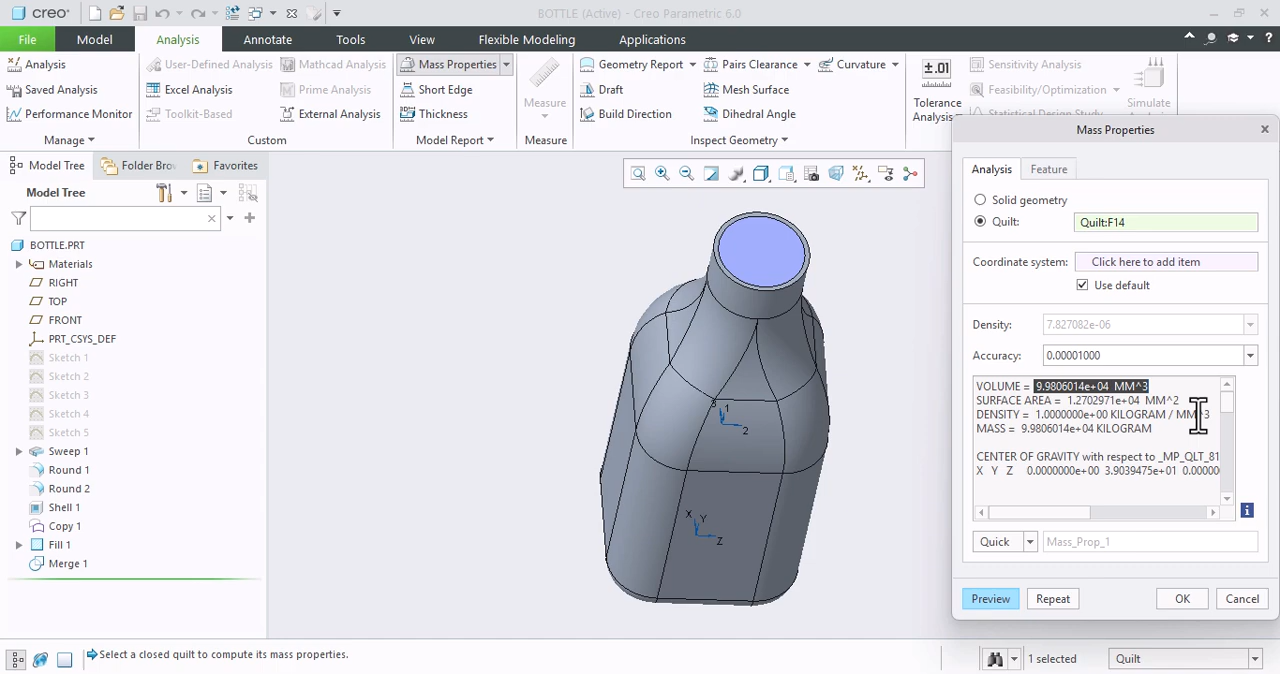 creo°
BOTTLE (Active) - Creo Parametric 6.0
File Model Analysis Annotate Tools View Flexible Modeling Applications
Analysis
Saved Analysis
Performance Monitor
Manage
User-Defined Analysis
Excel Analysis
Toolkit-Based
Mathcad Analysis
Prime Analysis
External Analysis
Custom
Mass Properties
Short Edge
Thickness
Model Report
Measure
Measure
Geometry Report
Draft
Build Direction
Pairs Clearance
Mesh Surface
Dihedral Angle
Curvature
Inspect Geometry
±.01
Tolerance
Analysis
Sensitivity Analysis
Feasibility/Optimization
Statistical Design Study
Simulate
Model Tree Folder Bro Favorites
Model Tree
BOTTLE.PRT
Materials
RIGHT
TOP
FRONT
PRT_CSYS_DEF
Sketch 1
Sketch 2
Sketch 3
Sketch 4
Sketch 5
Sweep 1
Round 1
Round 2
Shell 1
Copy 1
Fill 1
Merge 1
3 1
2
X Y
Z
Mass Properties
Analysis Feature
Solid geometry
Quilt: Quilt:F14
Coordinate system: Click here to add item
Use default
Density: 7.827082e-06
Accuracy: 0.00001000
VOLUME = 9.9806014e+04 MM^3
SURFACE AREA = 1.2702971e+04 MM^2
DENSITY = 1.0000000e+00 KILOGRAM / MM^3
MASS = 9.9806014e+04 KILOGRAM
CENTER OF GRAVITY with respect to _MP_QLT_81
X Y Z 0.0000000e+00 3.9039475e+01 0.00000
Quick Mass_Prop_1
Preview Repeat OK Cancel
Select a closed quilt to compute its mass properties.
1 selected Quilt